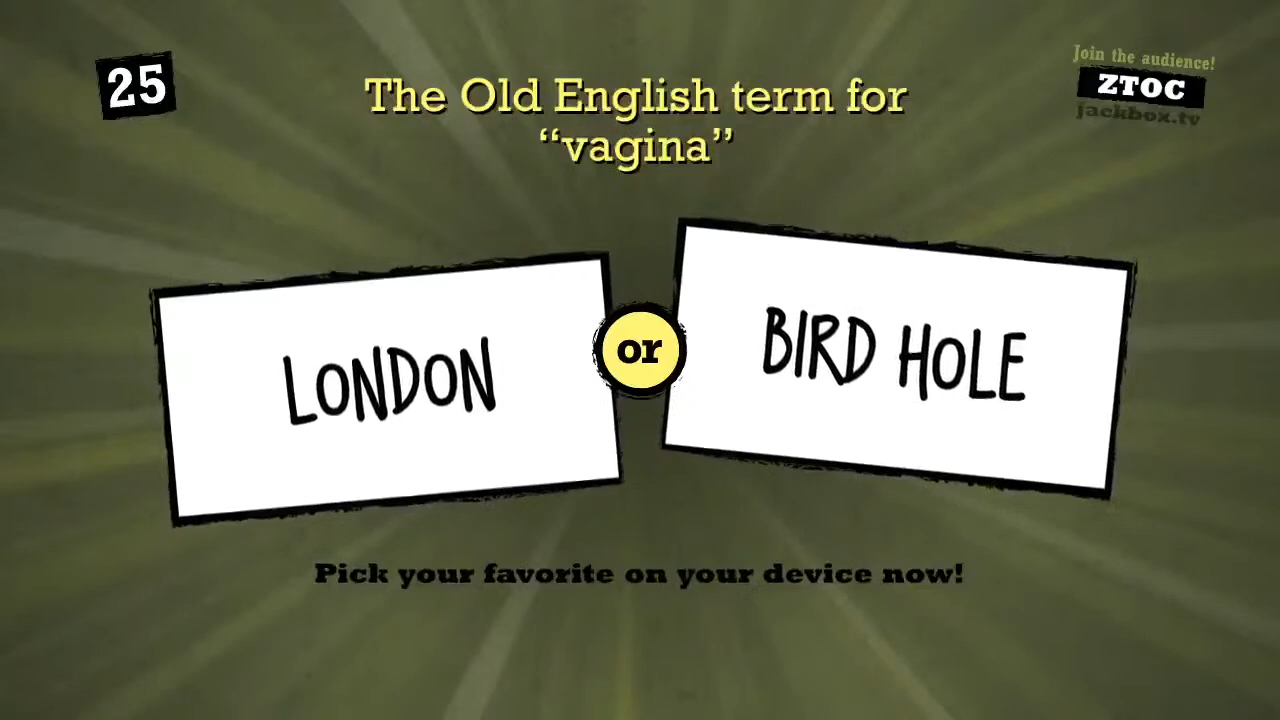 25
The Old English term for
“vagina”
Join the audience!
ZTOC
jackbox.tv
LONDON
or
BIRD HOLE
Pick your favorite on your device now!